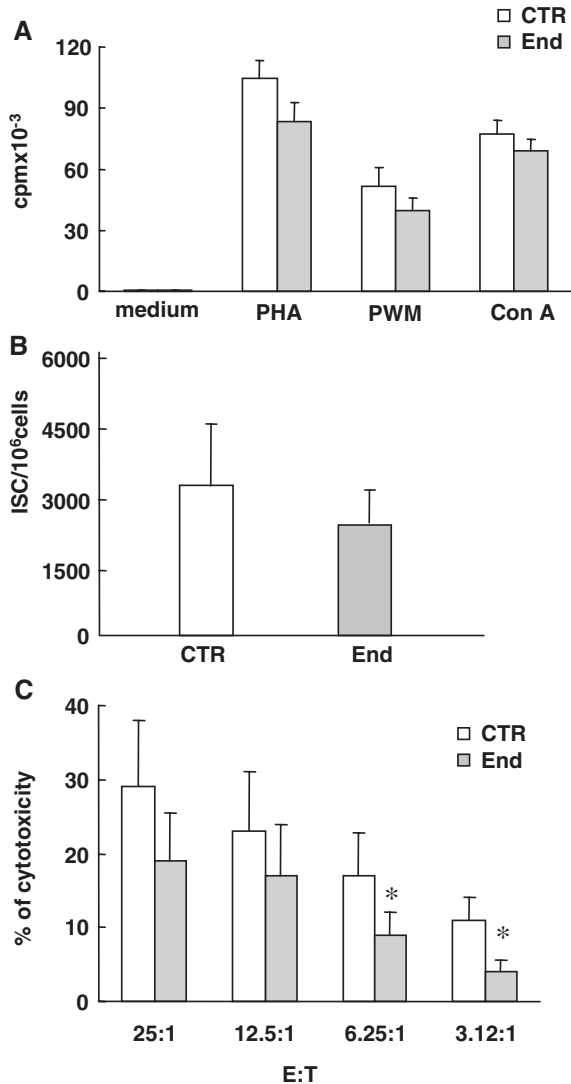 A
CTR
End
cpmx10-3
120
90
60
30
0
medium PHA PWM Con A
B
ISC/10⁶cells
6000
4500
3000
1500
0
CTR End
C
CTR
End
% of cytotoxicity
40
30
20
10
0
*
*
25:1 12.5:1 6.25:1 3.12:1
E:T